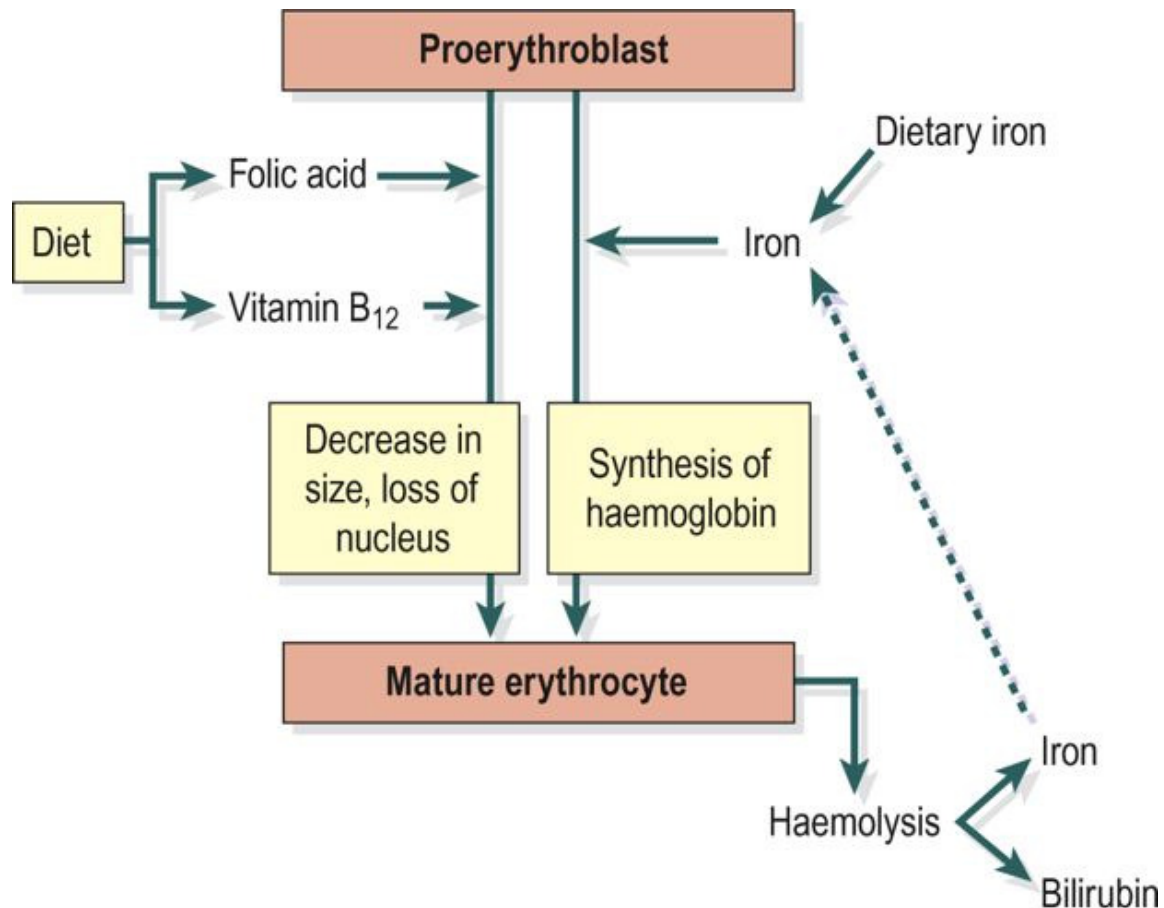 Proerythroblast
Dietary iron
Folic acid
Diet
Iron
Vitamin B₁₂
Decrease in
size, loss of
nucleus
Synthesis of
haemoglobin
Mature erythrocyte
Iron
Haemolysis
Bilirubin